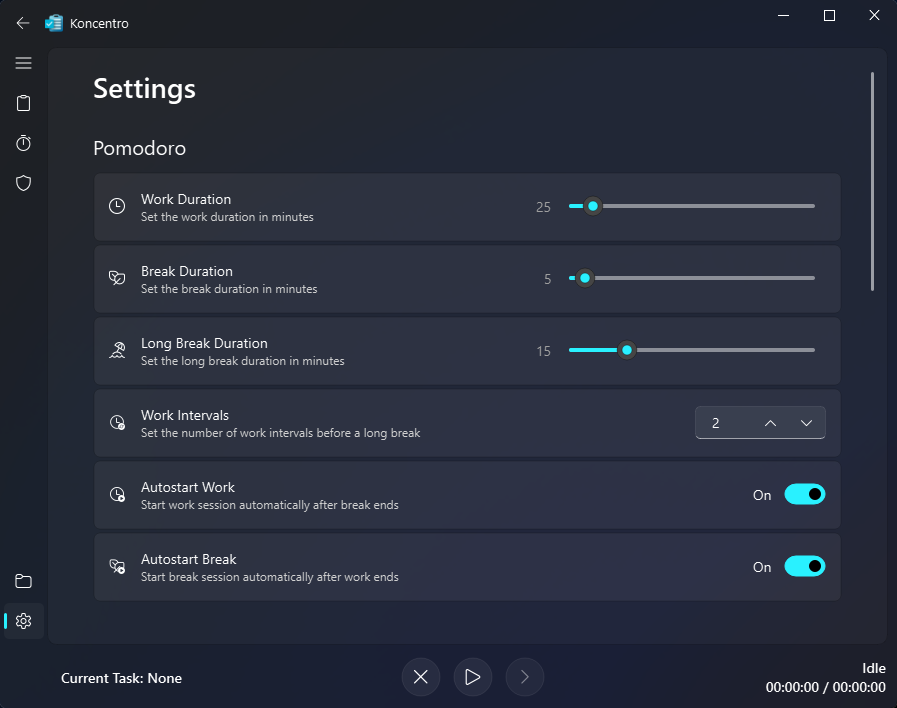 Koncentro
Settings
Pomodoro
Work Duration
Set the work duration in minutes
25
Break Duration
Set the break duration in minutes
5
Long Break Duration
Set the long break duration in minutes
15
Work Intervals
Set the number of work intervals before a long break
2
Autostart Work
Start work session automatically after break ends
On
Autostart Break
Start break session automatically after work ends
On
Current Task: None
Idle
00:00:00 / 00:00:00